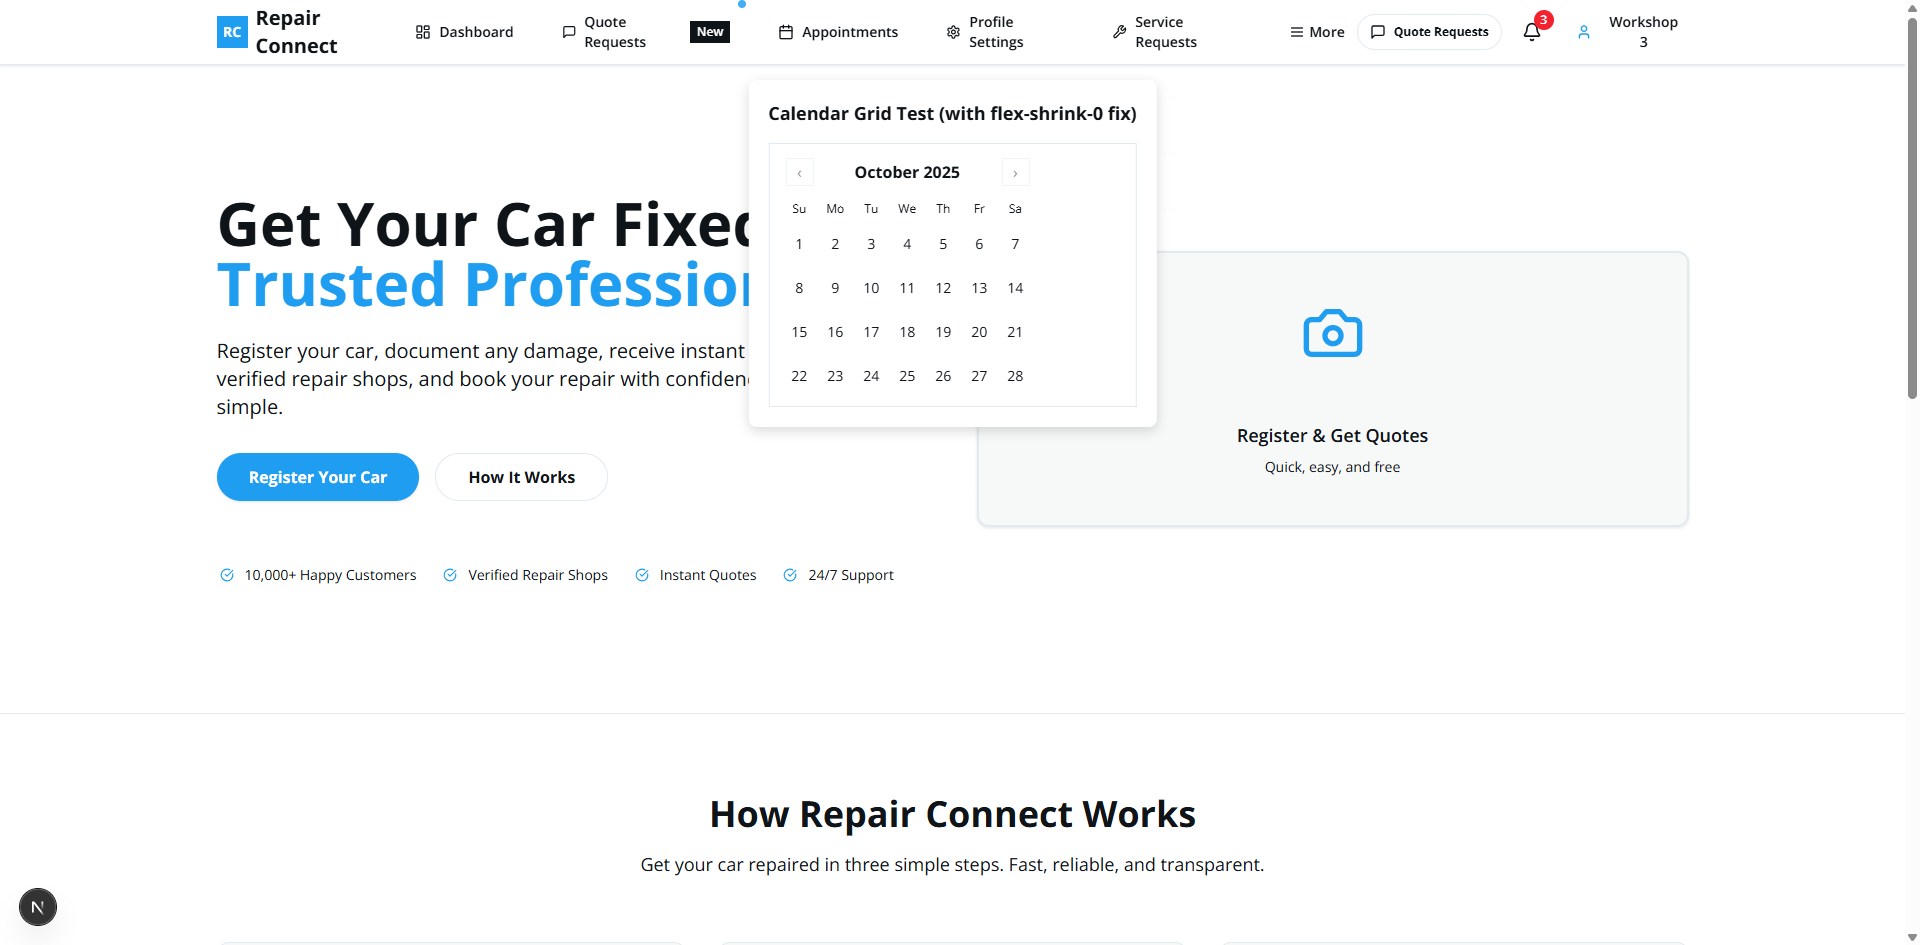 RC
Repair
Connect
Dashboard
Quote
Requests
New
Appointments
Profile
Settings
Service
Requests
More
Quote Requests
3
Workshop
3
Calendar Grid Test (with flex-shrink-0 fix)
‹ October 2025 ›
Su Mo Tu We Th Fr Sa
1 2 3 4 5 6 7
8 9 10 11 12 13 14
15 16 17 18 19 20 21
22 23 24 25 26 27 28
Get Your Car Fixed
Trusted Profession
Register your car, document any damage, receive instant
verified repair shops, and book your repair with confiden
simple.
Register Your Car
How It Works
Register & Get Quotes
Quick, easy, and free
10,000+ Happy Customers
Verified Repair Shops
Instant Quotes
24/7 Support
How Repair Connect Works
Get your car repaired in three simple steps. Fast, reliable, and transparent.
N